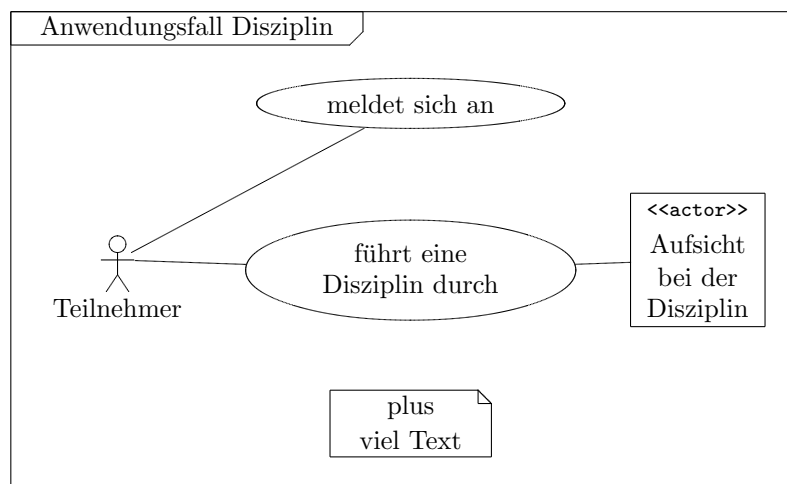 Anwendungsfall Disziplin
meldet sich an
führt eine
Disziplin durch
<<actor>>
Aufsicht
bei der
Disziplin
Teilnehmer
plus
viel Text